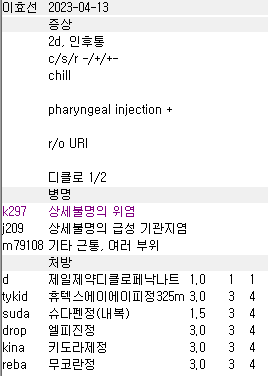 이효선 2023-04-13
증상
2d, 인후통
c/s/r -/+/+-
chill
pharyngeal injection +
r/o URI
디클로 1/2
병명
k297 상세불명의 위염
j209 상세불명의 급성 기관지염
m79108 기타 근통, 여러 부위
처방
d 제일제약디클로페낙나트 1.0 1 1
tykid 휴텍스에이에이피정325m 3.0 3 4
suda 슈다펜정(내복) 1.5 3 4
drop 엘피진정 3.0 3 4
kina 키도라제정 3.0 3 4
reba 무코란정 3.0 3 4